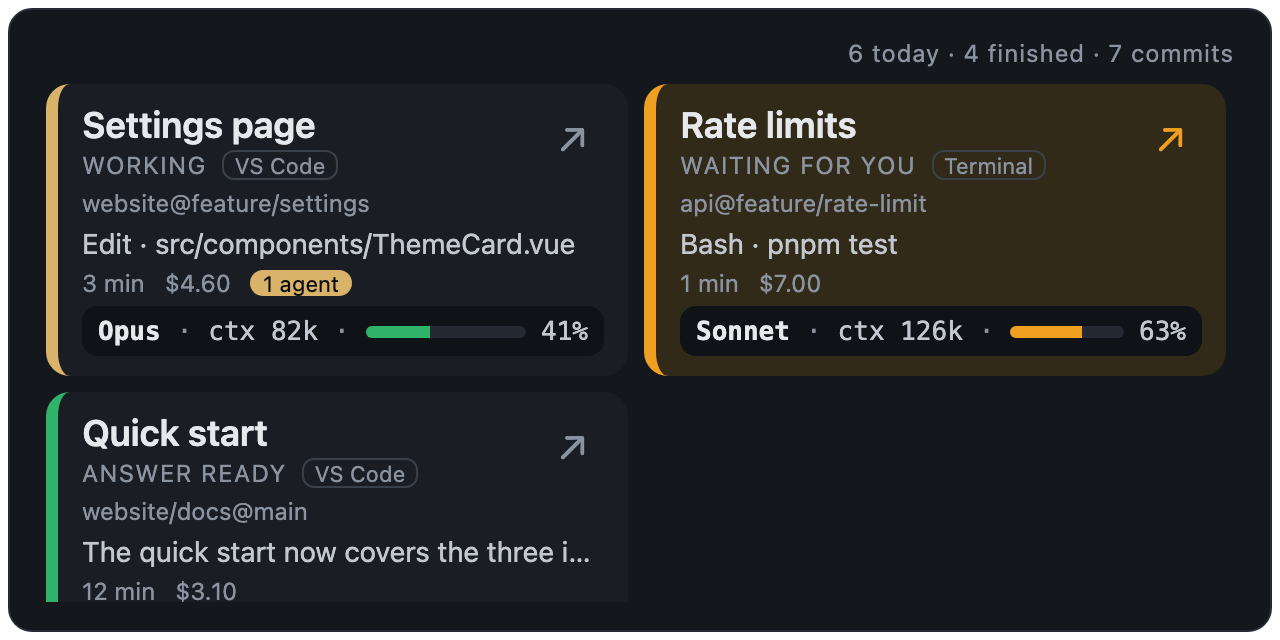 6 today · 4 finished · 7 commits
Settings page
WORKING VS Code
website@feature/settings
Edit · src/components/ThemeCard.vue
3 min $4.60 1 agent
Opus · ctx 82k · 41%
Rate limits
WAITING FOR YOU Terminal
api@feature/rate-limit
Bash · pnpm test
1 min $7.00
Sonnet · ctx 126k · 63%
Quick start
ANSWER READY VS Code
website/docs@main
The quick start now covers the three i…
12 min $3.10